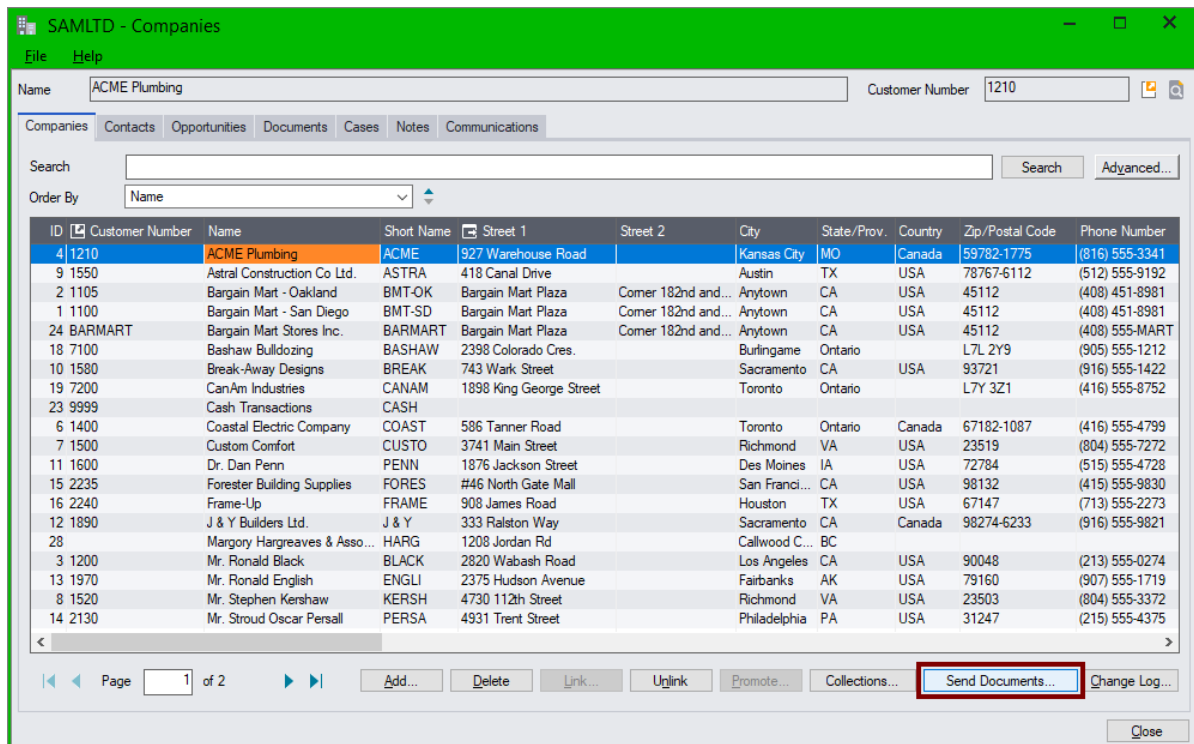 SAMLTD - Companies
File Help
Name ACME Plumbing Customer Number 1210
Companies Contacts Opportunities Documents Cases Notes Communications
Search Search Advanced...
Order By Name
ID Customer Number Name Short Name Street 1 Street 2 City State/Prov. Country Zip/Postal Code Phone Number
4 1210 ACME Plumbing ACME 927 Warehouse Road Kansas City MO Canada 59782-1775 (816) 555-3341
9 1550 Astral Construction Co Ltd. ASTRA 418 Canal Drive Austin TX USA 78767-6112 (512) 555-9192
2 1105 Bargain Mart - Oakland BMT-OK Bargain Mart Plaza Corner 182nd and... Anytown CA USA 45112 (408) 451-8981
1 1100 Bargain Mart - San Diego BMT-SD Bargain Mart Plaza Corner 182nd and... Anytown CA USA 45112 (408) 451-8981
24 BARMART Bargain Mart Stores Inc. BARMART Bargain Mart Plaza Corner 182nd and... Anytown CA USA 45112 (408) 555-MART
18 7100 Bashaw Bulldozing BASHAW 2398 Colorado Cres. Burlingame Ontario L7L 2Y9 (905) 555-1212
10 1580 Break-Away Designs BREAK 743 Wark Street Sacramento CA USA 93721 (916) 555-1422
19 7200 CanAm Industries CANAM 1898 King George Street Toronto Ontario L7Y 3Z1 (416) 555-8752
23 9999 Cash Transactions CASH
6 1400 Coastal Electric Company COAST 586 Tanner Road Toronto Ontario Canada 67182-1087 (416) 555-4799
7 1500 Custom Comfort CUSTO 3741 Main Street Richmond VA USA 23519 (804) 555-7272
11 1600 Dr. Dan Penn PENN 1876 Jackson Street Des Moines IA USA 72784 (515) 555-4728
15 2235 Forester Building Supplies FORES #46 North Gate Mall San Franci... CA USA 98132 (415) 555-9830
16 2240 Frame-Up FRAME 908 James Road Houston TX USA 67147 (713) 555-2273
12 1890 J & Y Builders Ltd. J & Y 333 Ralston Way Sacramento CA Canada 98274-6233 (916) 555-9821
28 Margory Hargreaves & Asso... HARG 1208 Jordan Rd Callwood C... BC
3 1200 Mr. Ronald Black BLACK 2820 Wabash Road Los Angeles CA USA 90048 (213) 555-0274
13 1970 Mr. Ronald English ENGLI 2375 Hudson Avenue Fairbanks AK USA 79160 (907) 555-1719
8 1520 Mr. Stephen Kershaw KERSH 4730 112th Street Richmond VA USA 23503 (804) 555-3372
14 2130 Mr. Stroud Oscar Persall PERSA 4931 Trent Street Philadelphia PA USA 31247 (215) 555-4375
Page 1 of 2 Add... Delete Link... Unlink Promote... Collections... Send Documents... Change Log...
Close